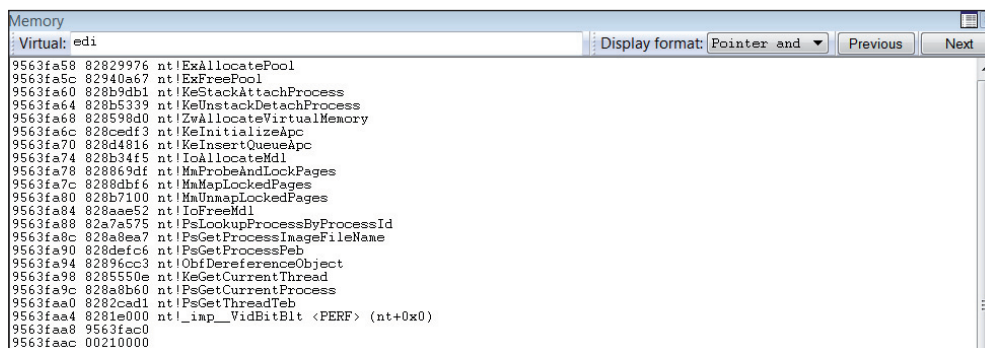 Memory
Virtual: edi Display format: Pointer and Previous Next
9563fa58 82829976 nt!ExAllocatePool
9563fa5c 82940a67 nt!ExFreePool
9563fa60 828b9db1 nt!KeStackAttachProcess
9563fa64 828b5339 nt!KeUnstackDetachProcess
9563fa68 828598d0 nt!ZwAllocateVirtualMemory
9563fa6c 828cedf3 nt!KeInitializeApc
9563fa70 828d4816 nt!KeInsertQueueApc
9563fa74 828b34f5 nt!IoAllocateMdl
9563fa78 828869df nt!MmProbeAndLockPages
9563fa7c 8288dbf6 nt!MmMapLockedPages
9563fa80 828b7100 nt!MmUnmapLockedPages
9563fa84 828aae52 nt!IoFreeMdl
9563fa88 82a7a575 nt!PsLookupProcessByProcessId
9563fa8c 828a8ea7 nt!PsGetProcessImageFileName
9563fa90 828defc6 nt!PsGetProcessPeb
9563fa94 82896cc3 nt!ObfDereferenceObject
9563fa98 8285550e nt!KeGetCurrentThread
9563fa9c 828a8b60 nt!PsGetCurrentProcess
9563faa0 8282cad1 nt!PsGetThreadTeb
9563faa4 8281e000 nt!_imp__VidBitBlt <PERF> (nt+0x0)
9563faa8 9563fac0
9563faac 00210000